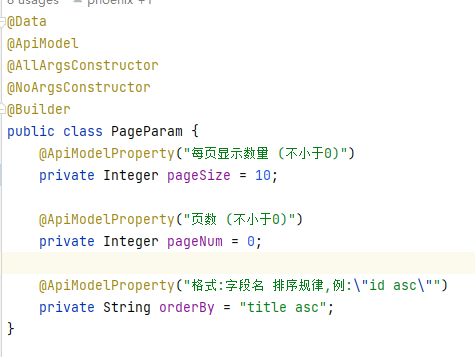 6 usages phoenix +1
@Data
@ApiModel
@AllArgsConstructor
@NoArgsConstructor
@Builder
public class PageParam {
@ApiModelProperty("每页显示数量 (不小于0)")
private Integer pageSize = 10;
@ApiModelProperty("页数 (不小于0)")
private Integer pageNum = 0;
@ApiModelProperty("格式:字段名 排序规律,例:\"id asc\"")
private String orderBy = "title asc";
}